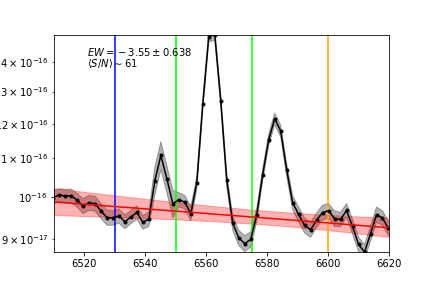 EW = −3.55 ± 0.638
⟨S/N⟩ ~ 61
4 × 10⁻¹⁶
3 × 10⁻¹⁶
1.2 × 10⁻¹⁶
1 × 10⁻¹⁶
10⁻¹⁶
9 × 10⁻¹⁷
6520 6540 6560 6580 6600 6620